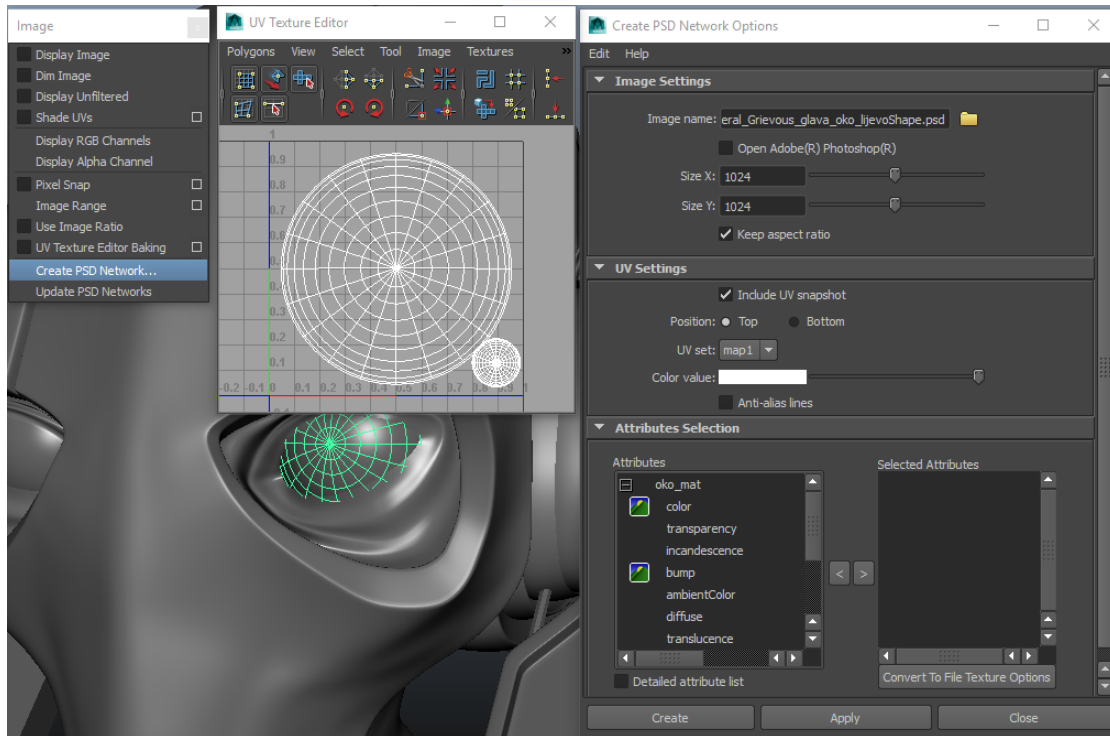 Image
Display Image
Dim Image
Display Unfiltered
Shade UVs
Display RGB Channels
Display Alpha Channel
Pixel Snap
Image Range
Use Image Ratio
UV Texture Editor Baking
Create PSD Network...
Update PSD Networks
UV Texture Editor
Polygons View Select Tool Image Textures »
1
0.9
0.8
0.7
0.3
0.2
0.1
-0.2 -0.1 0 0.1 0.2 0.3 0.4 0.5 0.6 0.7 0.8 0.9 1
Create PSD Network Options
Edit Help
Image Settings
Image name: eral_Grievous_glava_oko_lijevoShape.psd
Open Adobe(R) Photoshop(R)
Size X: 1024
Size Y: 1024
Keep aspect ratio
UV Settings
Include UV snapshot
Position: Top Bottom
UV set: map1
Color value:
Anti-alias lines
Attributes Selection
Attributes
oko_mat
color
transparency
incandescence
bump
ambientColor
diffuse
translucence
Detailed attribute list
< >
Selected Attributes
Convert To File Texture Options
Create Apply Close